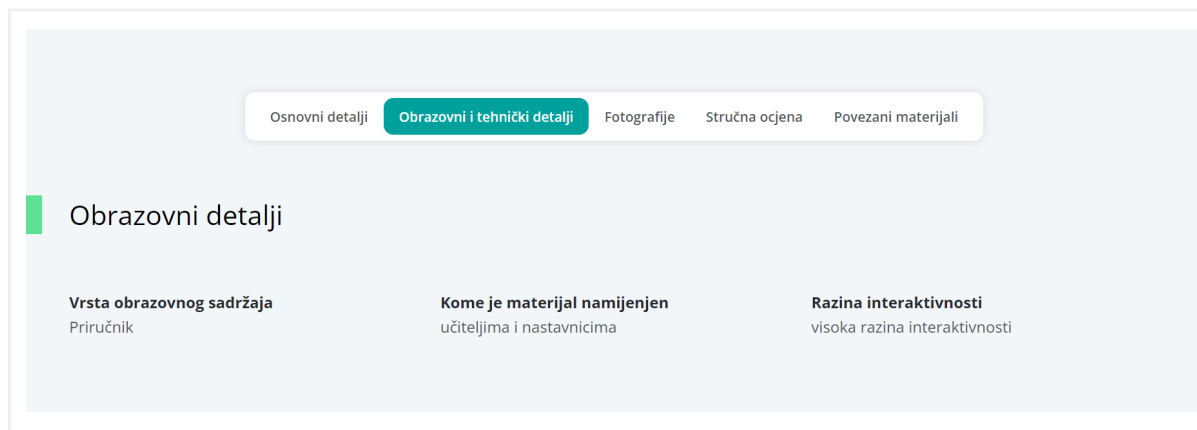 Osnovni detalji Obrazovni i tehnički detalji Fotografije Stručna ocjena Povezani materijali
Obrazovni detalji
Vrsta obrazovnog sadržaja
Priručnik
Kome je materijal namijenjen
učiteljima i nastavnicima
Razina interaktivnosti
visoka razina interaktivnosti